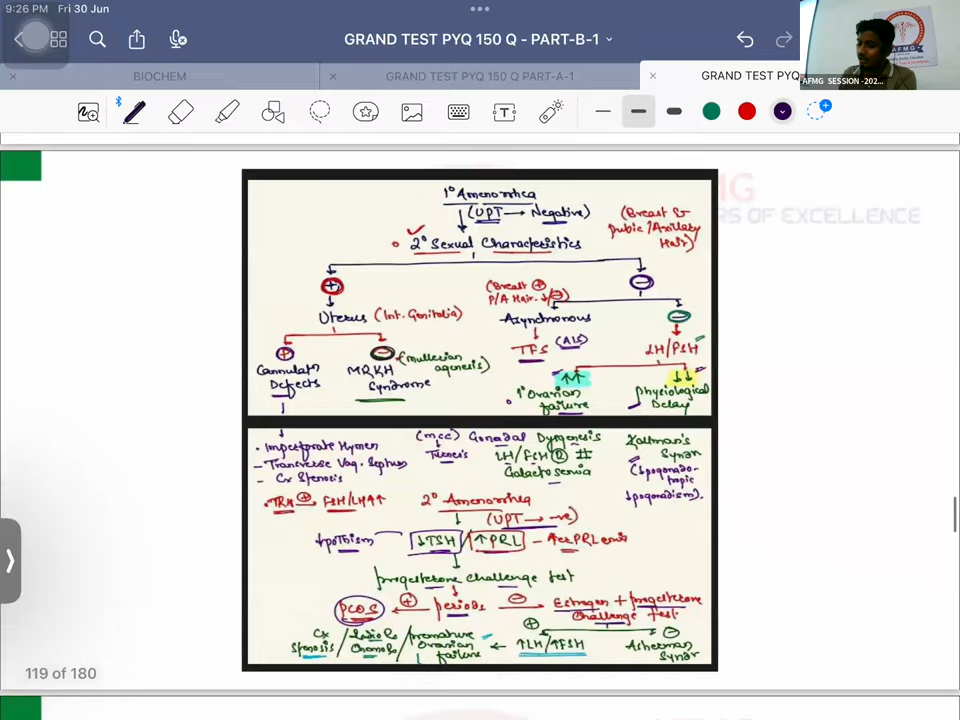 9:26 PM Fri 30 Jun
GRAND TEST PYQ 150 Q - PART-B-1
BIOCHEM
GRAND TEST PYQ 150 Q PART-A-1
GRAND TEST PYQ
AFMG SESSION -202...
RS OF EXCELLENCE
1° Amenorrhea
(UPT → Negative)
(Breast &
pubic/Axillary
Hair)
2° Sexual Characteristics
+
−
Uterus (Int. Genitalia)
(Breast +
P/A Hair ↓/−)
Asynchronous
−
TFS (AIS)
LH/FSH
+
−
(mullerian
agenesis)
Cannulation
Defects
MRKH
Syndrome
↑↑
↓↓
1° Ovarian
failure
physiological
Delay
Imperforate Hymen
- Transverse Vag. Septum
- Cx Stenosis
(mcc) Gonadal Dysgenesis
Turner's
LH/FSH
Galactosemia
Kallman's
Syndr
TRH + FSH/LH ↑↑
2° Amenorrhea
(UPT → -ve)
↓TSH / ↑PRL
progesterone challenge test
PCOS + ← periods − → Estrogen + progesterone
Challenge Test
+
−
Cx
Stenosis / / premature
Ovarian
failure
← ↑LH/↑FSH
Asherman
Syndr
119 of 180